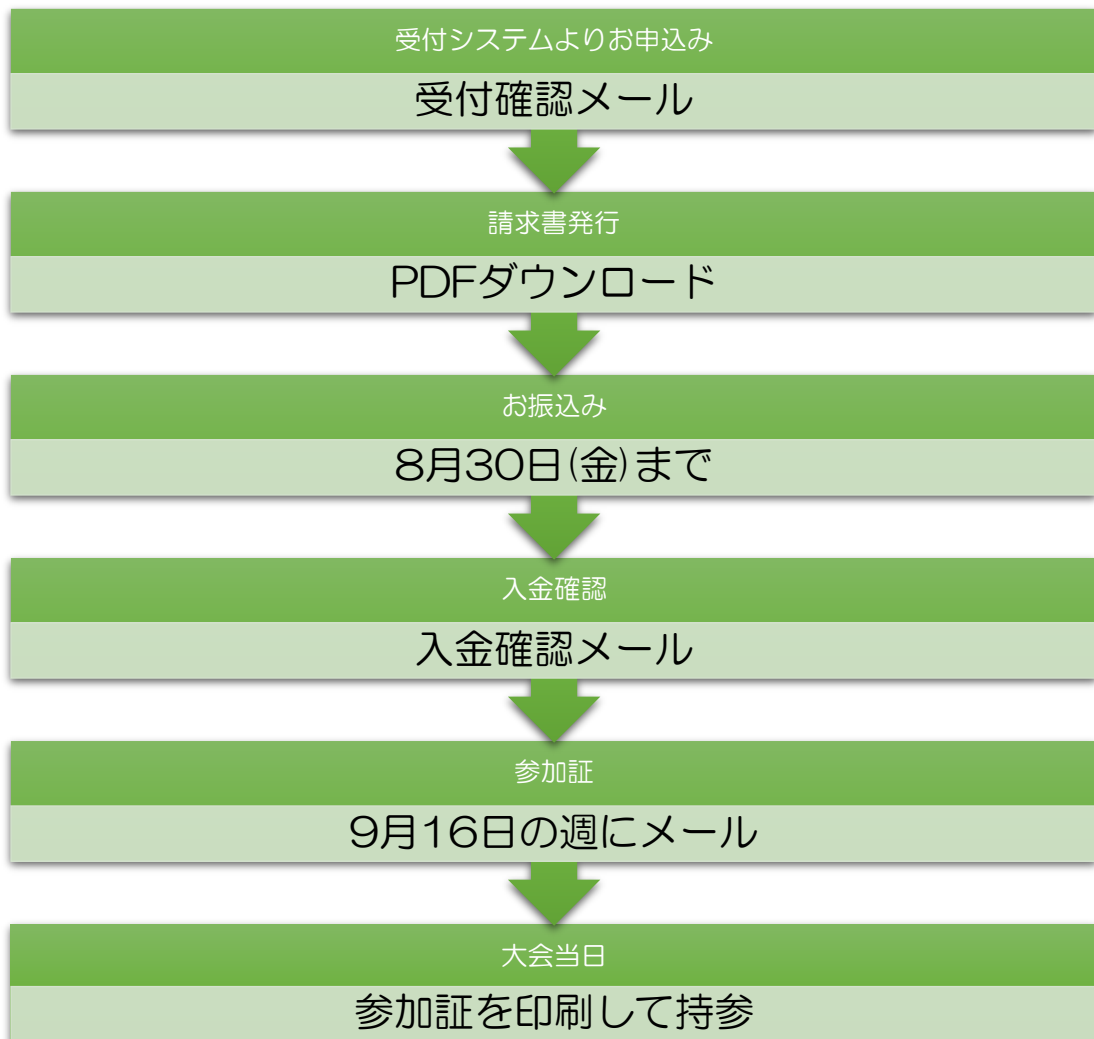 受付システムよりお申込み
受付確認メール
請求書発行
PDFダウンロード
お振込み
8月30日(金)まで
入金確認
入金確認メール
参加証
9月16日の週にメール
大会当日
参加証を印刷して持参